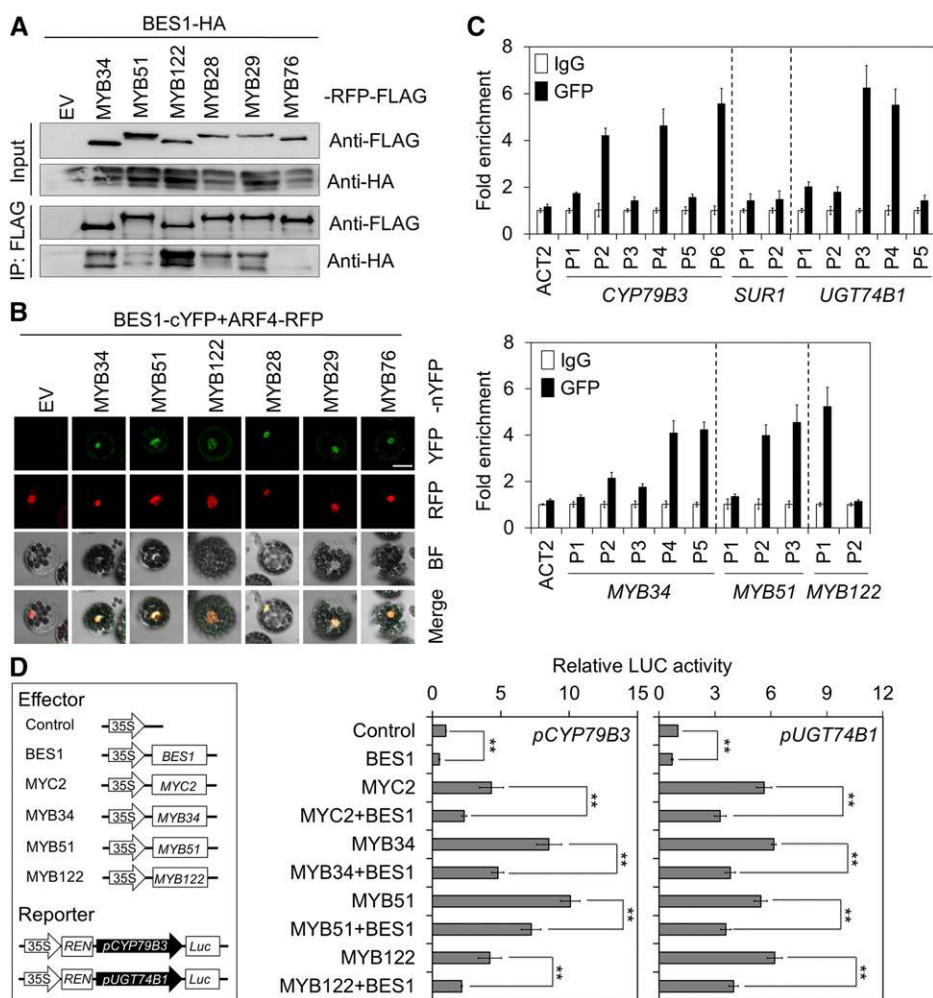 A
BES1-HA
EV
MYB34
MYB51
MYB122
MYB28
MYB29
MYB76
-RFP-FLAG
Input
Anti-FLAG
Anti-HA
IP: FLAG
Anti-FLAG
Anti-HA
B
BES1-cYFP+ARF4-RFP
EV
MYB34
MYB51
MYB122
MYB28
MYB29
MYB76
-nYFP
YFP
RFP
BF
Merge
C
Fold enrichment
8
6
4
2
0
IgG
GFP
ACT2
P1
P2
P3
P4
P5
P6
P1
P2
P1
P2
P3
P4
P5
CYP79B3
SUR1
UGT74B1
Fold enrichment
8
6
4
2
0
IgG
GFP
ACT2
P1
P2
P3
P4
P5
P1
P2
P3
P1
P2
MYB34
MYB51
MYB122
D
Effector
Control
35S
BES1
35S
BES1
MYC2
35S
MYC2
MYB34
35S
MYB34
MYB51
35S
MYB51
MYB122
35S
MYB122
Reporter
35S REN pCYP79B3 Luc
35S REN pUGT74B1 Luc
Relative LUC activity
0 5 10 15
0 3 6 9 12
pCYP79B3
pUGT74B1
Control
BES1
MYC2
MYC2+BES1
MYB34
MYB34+BES1
MYB51
MYB51+BES1
MYB122
MYB122+BES1
**
**
**
**
**
**
**
**
**
**